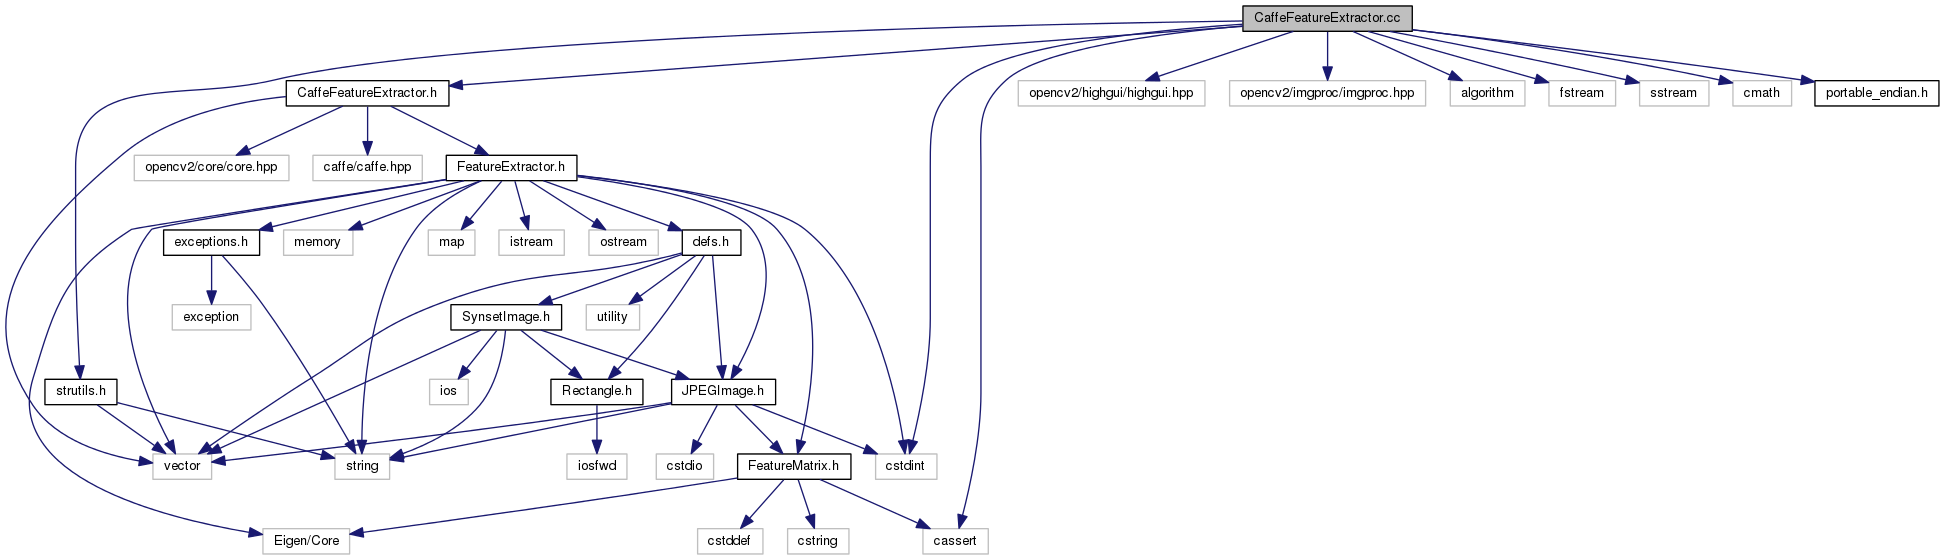 CaffeFeatureExtractor.cc
CaffeFeatureExtractor.h
opencv2/highgui/highgui.hpp
opencv2/imgproc/imgproc.hpp
algorithm
fstream
sstream
cmath
portable_endian.h
opencv2/core/core.hpp
caffe/caffe.hpp
FeatureExtractor.h
exceptions.h
memory
map
istream
ostream
defs.h
exception
SynsetImage.h
utility
strutils.h
ios
Rectangle.h
JPEGImage.h
vector
string
iosfwd
cstdio
FeatureMatrix.h
cstdint
Eigen/Core
cstddef
cstring
cassert